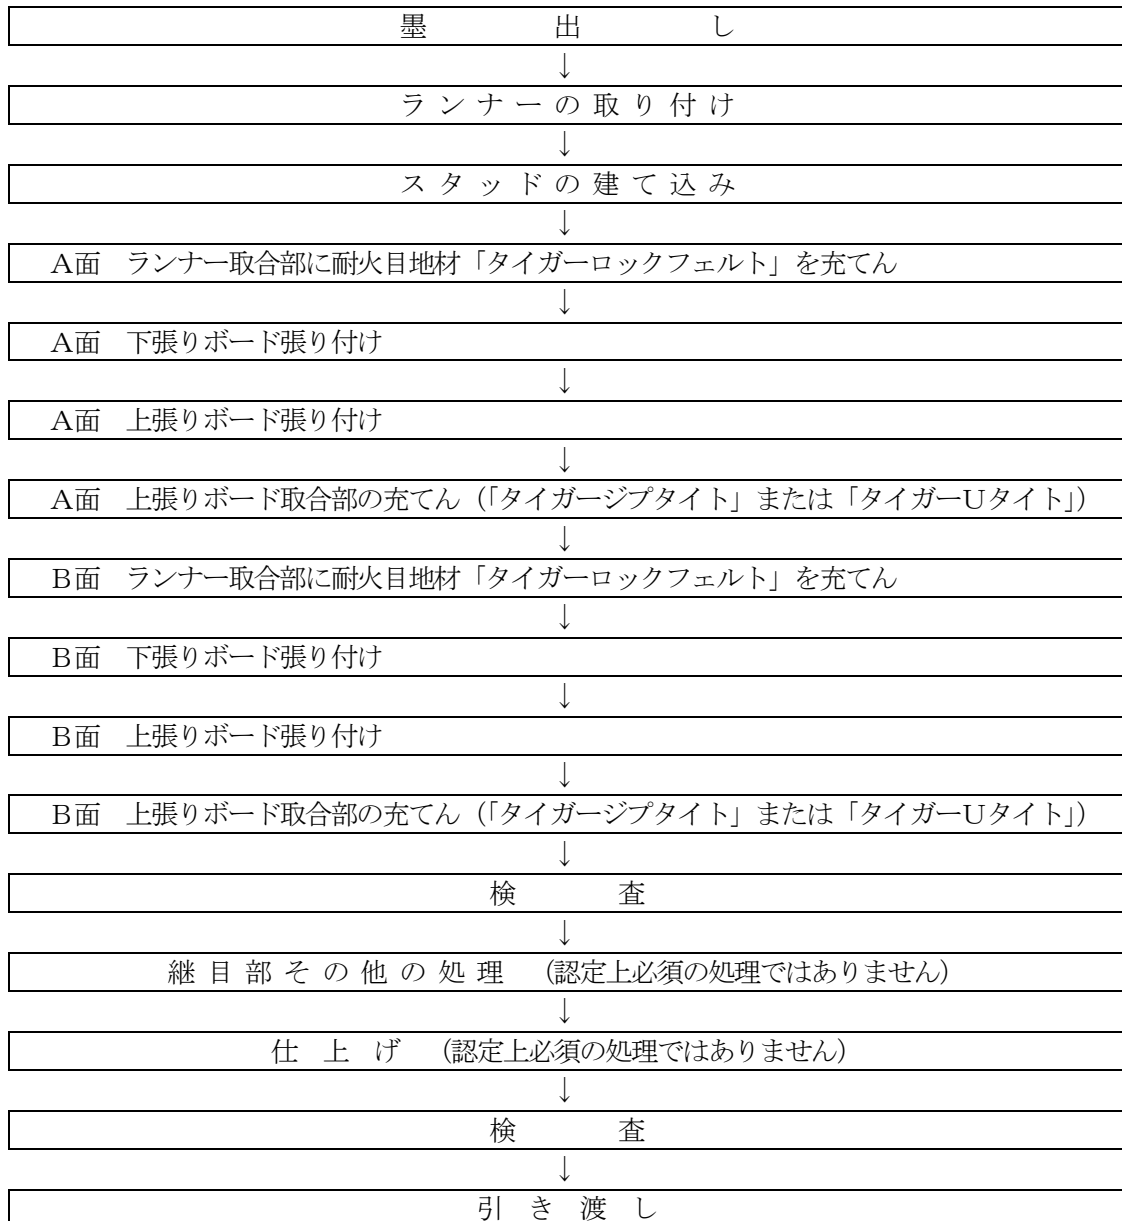 墨出し
↓
ランナーの取り付け
↓
スタッドの建て込み
↓
A面 ランナー取合部に耐火目地材「タイガーロックフェルト」を充てん
↓
A面 下張りボード張り付け
↓
A面 上張りボード張り付け
↓
A面 上張りボード取合部の充てん（「タイガージプタイト」または「タイガーUタイト」）
↓
B面 ランナー取合部に耐火目地材「タイガーロックフェルト」を充てん
↓
B面 下張りボード張り付け
↓
B面 上張りボード張り付け
↓
B面 上張りボード取合部の充てん（「タイガージプタイト」または「タイガーUタイト」）
↓
検査
↓
継目部その他の処理 （認定上必須の処理ではありません）
↓
仕上げ （認定上必須の処理ではありません）
↓
検査
↓
引き渡し